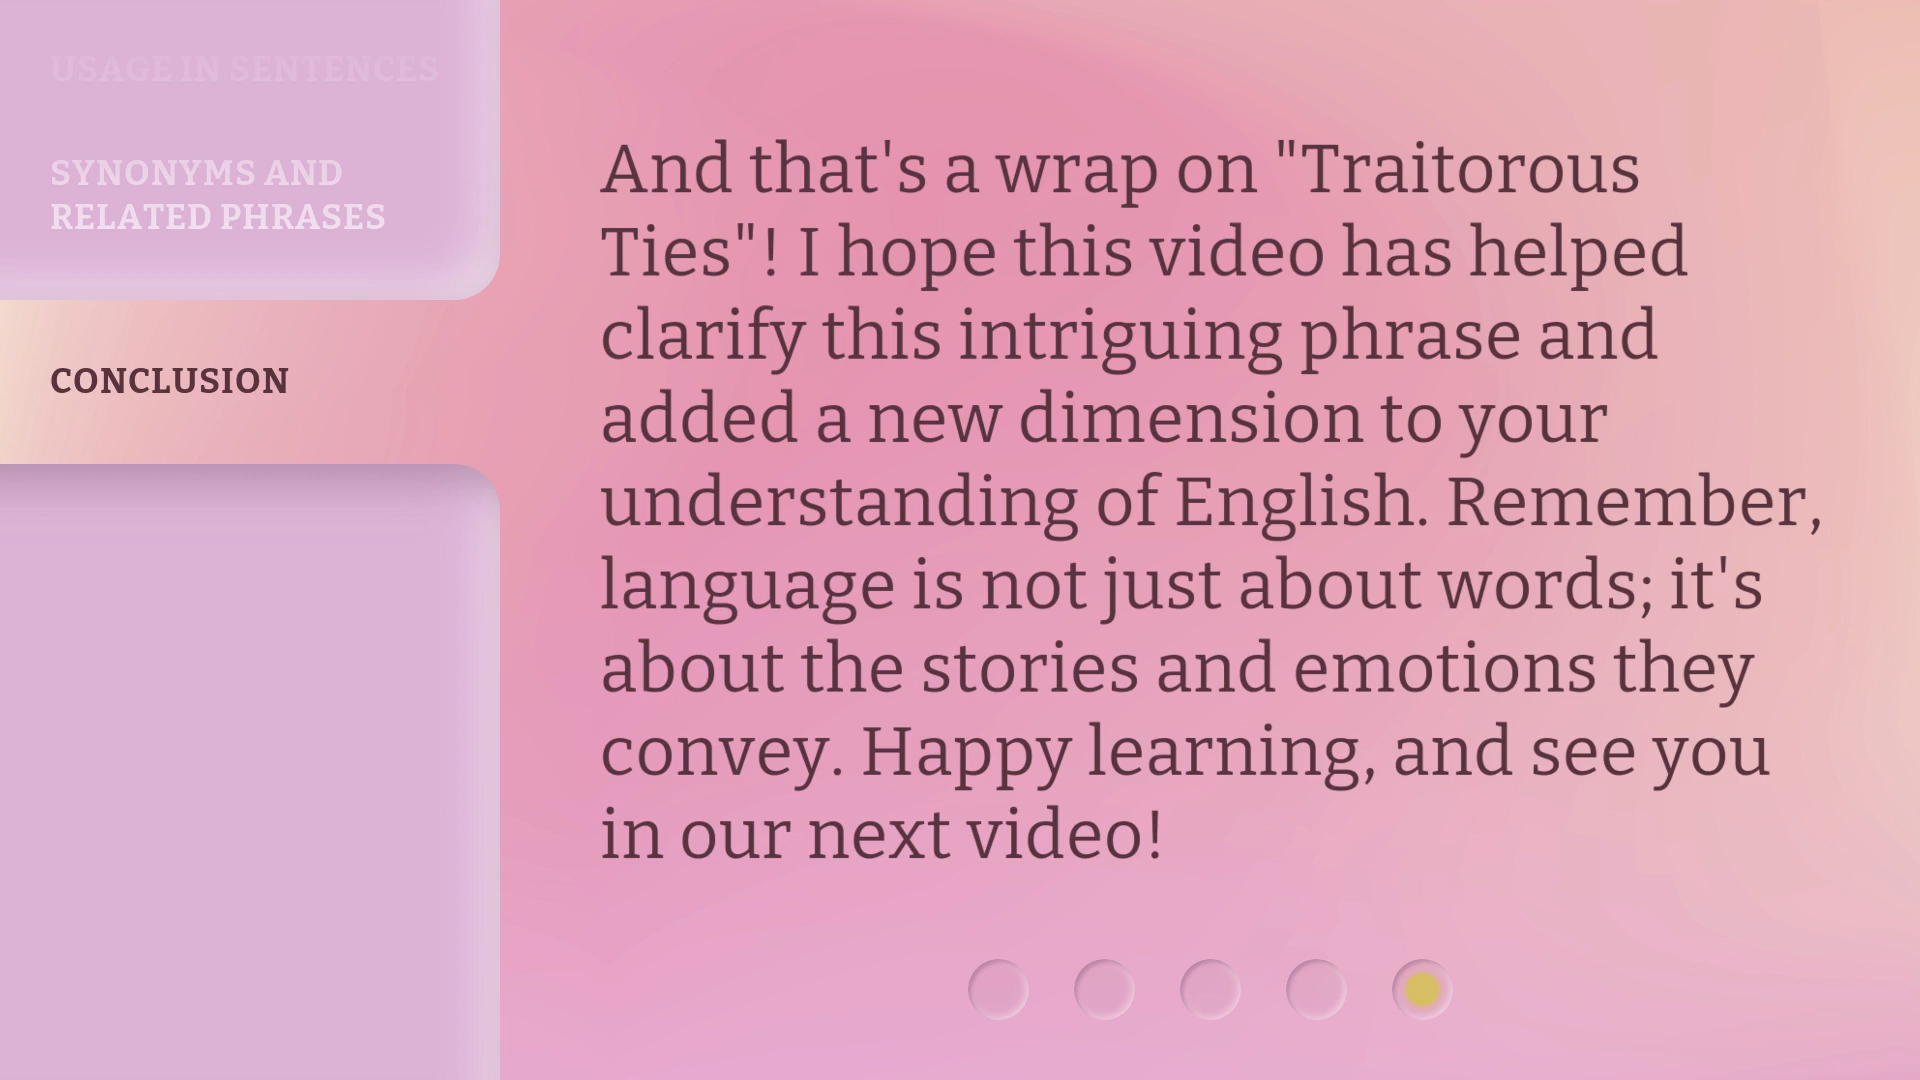 USAGE IN SENTENCES
SYNONYMS AND
RELATED PHRASES
CONCLUSION
And that's a wrap on "Traitorous
Ties"! I hope this video has helped
clarify this intriguing phrase and
added a new dimension to your
understanding of English. Remember,
language is not just about words; it's
about the stories and emotions they
convey. Happy learning, and see you
in our next video!